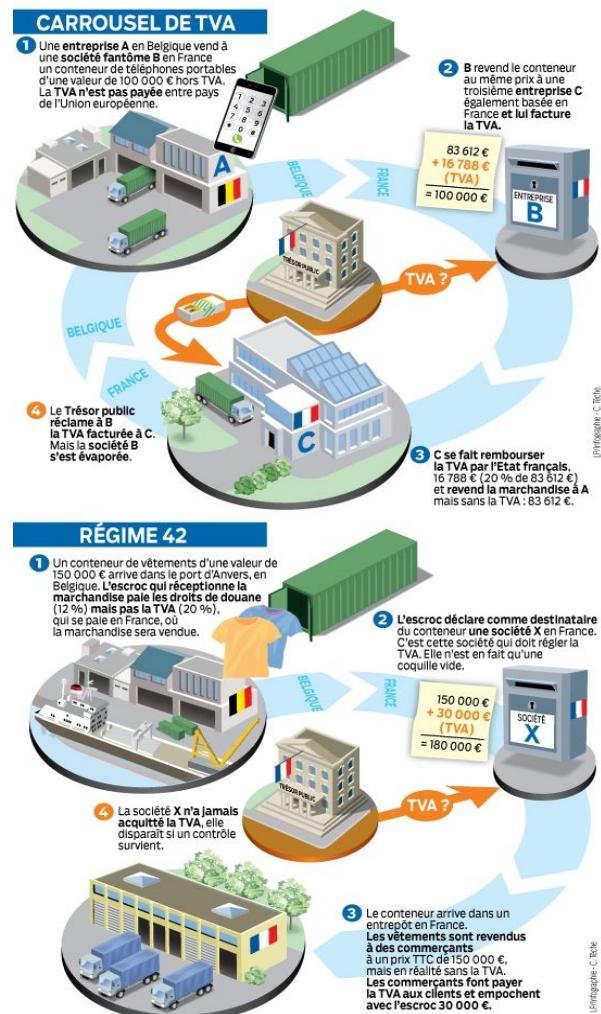 CARROUSEL DE TVA
1 Une entreprise A en Belgique vend à
une société fantôme B en France
un conteneur de téléphones portables
d'une valeur de 100 000 € hors TVA.
La TVA n'est pas payée entre pays
de l'Union européenne.
1 2 3
4 5 6
7 8 9
* 0 #
A
BELGIQUE
FRANCE
2 B revend le conteneur
au même prix à une
troisième entreprise C
également basée en
France et lui facture
la TVA.
83 612 €
+ 16 788 €
(TVA)
= 100 000 €
ENTREPRISE
B
TRÉSOR PUBLIC
TVA ?
BELGIQUE
FRANCE
C
4 Le Trésor public
réclame à B
la TVA facturée à C.
Mais la société B
s'est évaporée.
3 C se fait rembourser
la TVA par l'Etat français,
16 788 € (20 % de 83 612 €)
et revend la marchandise à A
mais sans la TVA : 83 612 €.
LP/Infographie - C. Tèche.
RÉGIME 42
1 Un conteneur de vêtements d'une valeur de
150 000 € arrive dans le port d'Anvers, en
Belgique. L'escroc qui réceptionne la
marchandise paie les droits de douane
(12 %) mais pas la TVA (20 %),
qui se paie en France, où
la marchandise sera vendue.
BELGIQUE
FRANCE
2 L'escroc déclare comme destinataire
du conteneur une société X en France.
C'est cette société qui doit régler la
TVA. Elle n'est en fait qu'une
coquille vide.
150 000 €
+ 30 000 €
(TVA)
= 180 000 €
SOCIÉTÉ
X
TRÉSOR PUBLIC
TVA ?
4 La société X n'a jamais
acquitté la TVA, elle
disparaît si un contrôle
survient.
3 Le conteneur arrive dans un
entrepôt en France.
Les vêtements sont revendus
à des commerçants
à un prix TTC de 150 000 €,
mais en réalité sans la TVA.
Les commerçants font payer
la TVA aux clients et empochent
avec l'escroc 30 000 €.
LP/Infographie - C. Tèche.